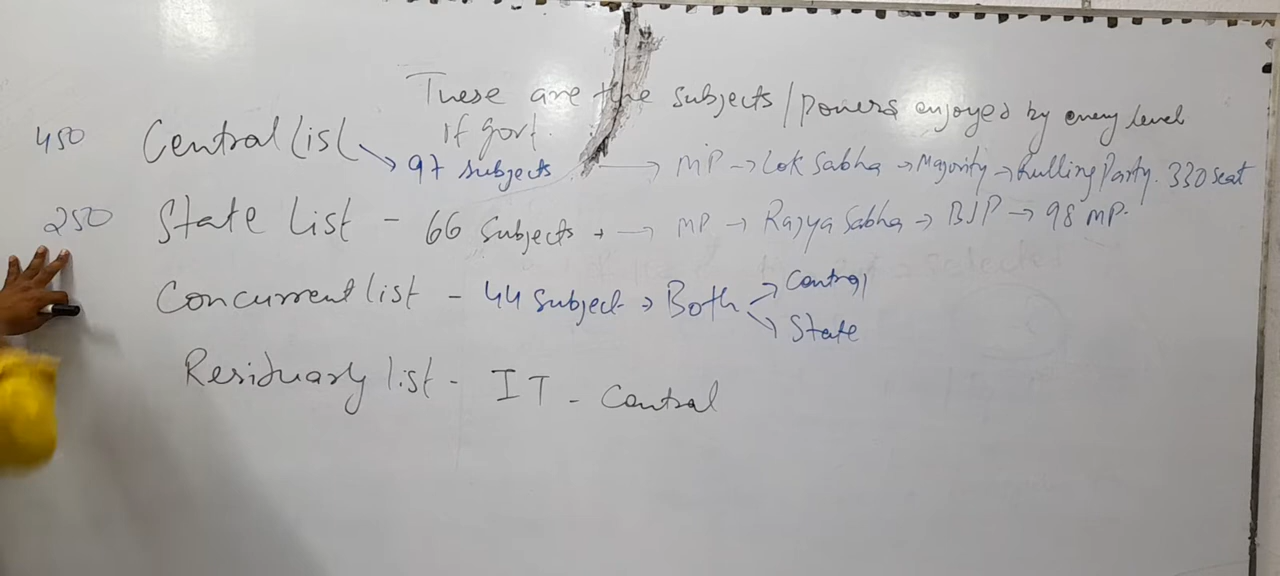 These are the subjects / powers enjoyed by every level
of govt.
450 Central list → 97 subjects. → MP → Lok Sabha → Majority → Rulling Party. 330 seat
250 State list - 66 Subjects → MP → Rajya Sabha → BJP → 98 MP.
Concurrent list - 44 Subject → Both → Central
→ State
Residuary list - IT - Central